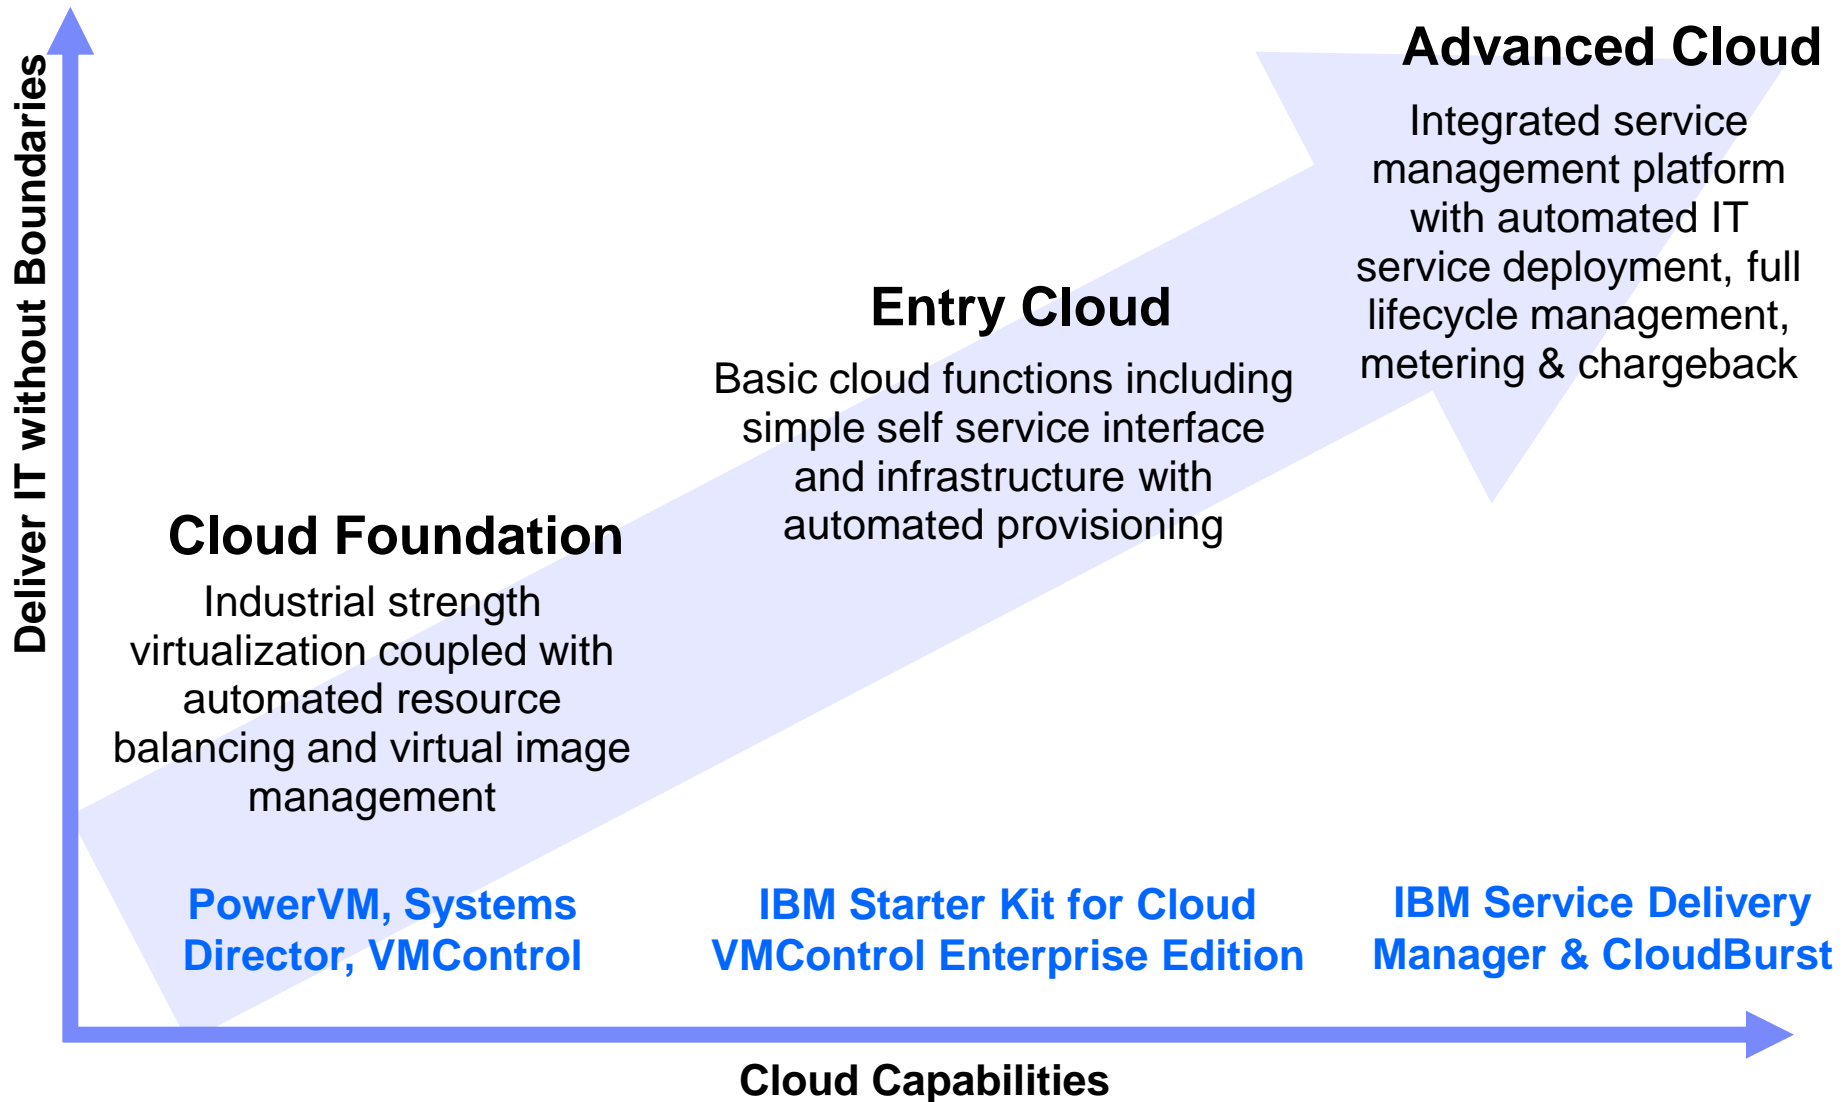 Deliver IT without Boundaries
Advanced Cloud
Integrated service
management platform
with automated IT
service deployment, full
lifecycle management,
metering & chargeback
Entry Cloud
Basic cloud functions including
simple self service interface
and infrastructure with
automated provisioning
Cloud Foundation
Industrial strength
virtualization coupled with
automated resource
balancing and virtual image
management
PowerVM, Systems
Director, VMControl
IBM Starter Kit for Cloud
VMControl Enterprise Edition
IBM Service Delivery
Manager & CloudBurst
Cloud Capabilities